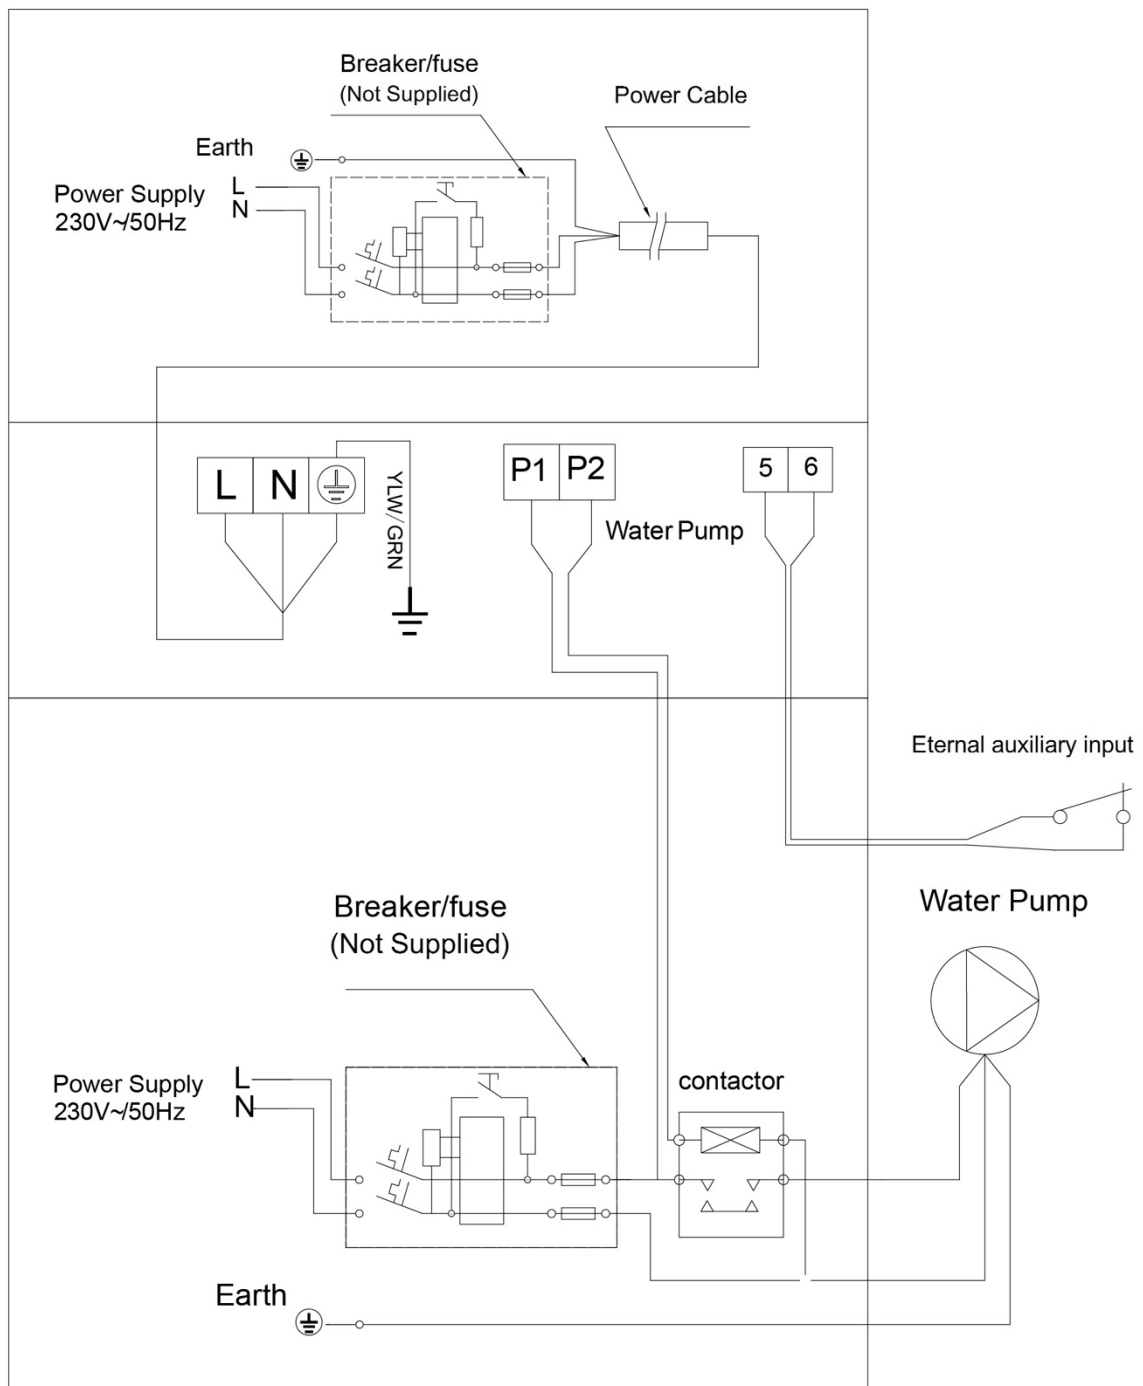 Breaker/fuse
(Not Supplied)
Power Cable
Earth
Power Supply
230V~/50Hz
L
N
L N
YLW/GRN
P1 P2
Water Pump
5 6
Eternal auxiliary input
Breaker/fuse
(Not Supplied)
Water Pump
Power Supply
230V~/50Hz
L
N
contactor
Earth